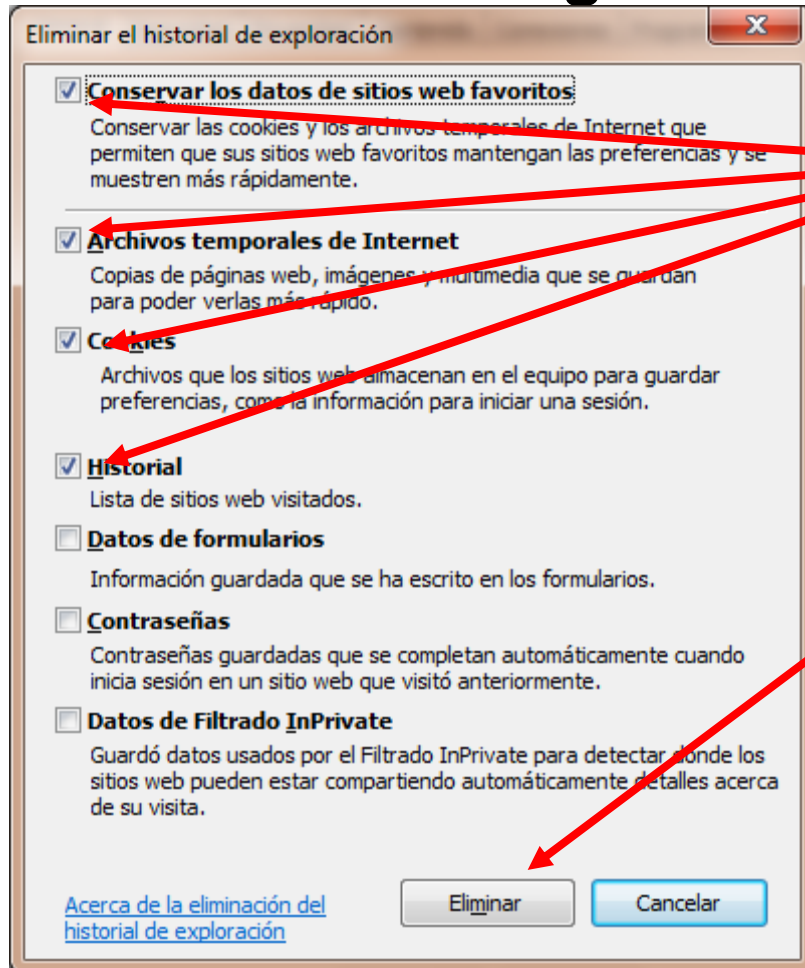 Eliminar el historial de exploración
Conservar los datos de sitios web favoritos
Conservar las cookies y los archivos temporales de Internet que
permiten que sus sitios web favoritos mantengan las preferencias y se
muestren más rápidamente.
Archivos temporales de Internet
Copias de páginas web, imágenes y multimedia que se guardan
para poder verlas más rápido.
Cookies
Archivos que los sitios web almacenan en el equipo para guardar
preferencias, como la información para iniciar una sesión.
Historial
Lista de sitios web visitados.
Datos de formularios
Información guardada que se ha escrito en los formularios.
Contraseñas
Contraseñas guardadas que se completan automáticamente cuando
inicia sesión en un sitio web que visitó anteriormente.
Datos de Filtrado InPrivate
Guardó datos usados por el Filtrado InPrivate para detectar dónde los
sitios web pueden estar compartiendo automáticamente detalles acerca
de su visita.
Acerca de la eliminación del
historial de exploración
Eliminar
Cancelar